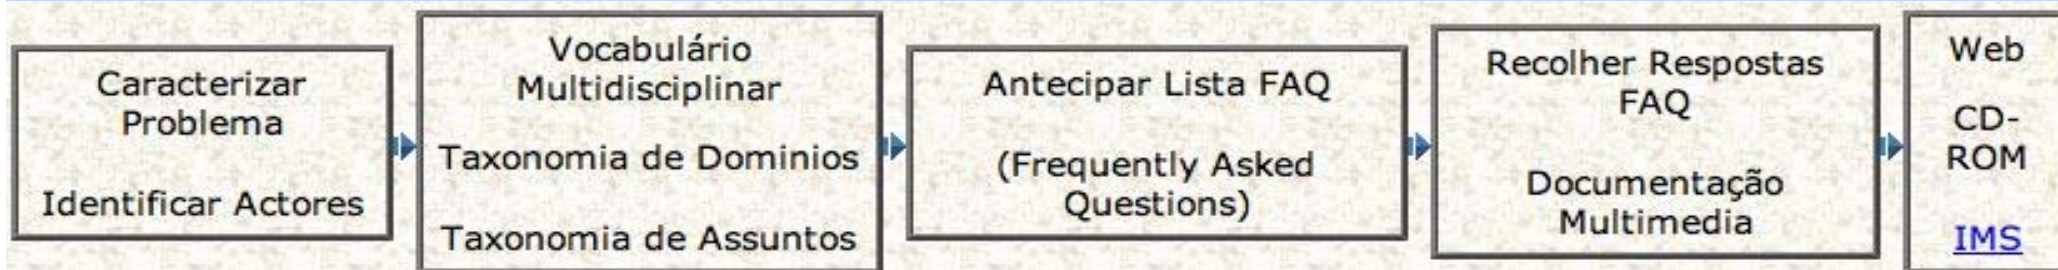 Caracterizar
Problema
Identificar Actores
Vocabulário
Multidisciplinar
Taxonomia de Dominios
Taxonomia de Assuntos
Antecipar Lista FAQ
(Frequently Asked
Questions)
Recolher Respostas
FAQ
Documentação
Multimedia
Web
CD-
ROM
IMS